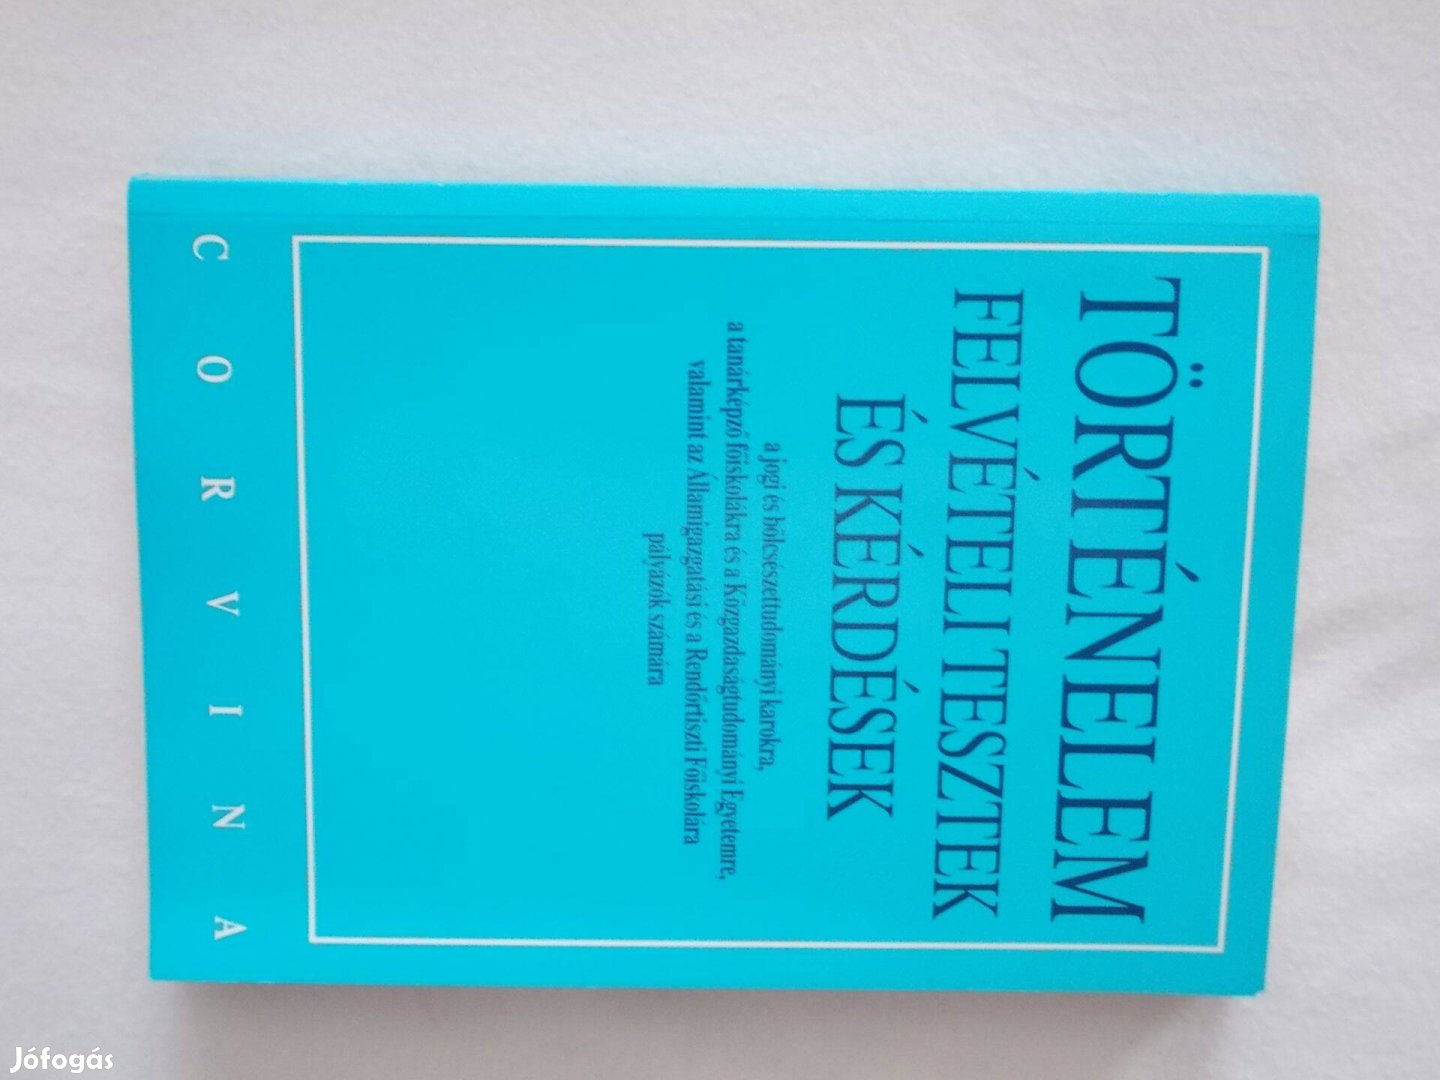 TÖRTÉNELEM
FELVÉTELI TESZTEK
ÉS KÉRDÉSEK
a jogi és bölcsészettudományi karokra,
a tanárképző főiskolákra és a Közgazdaságtudományi Egyetemre,
valamint az Államigazgatási és a Rendőrtiszti Főiskolára
pályázók számára
CORVINA
Jófogás